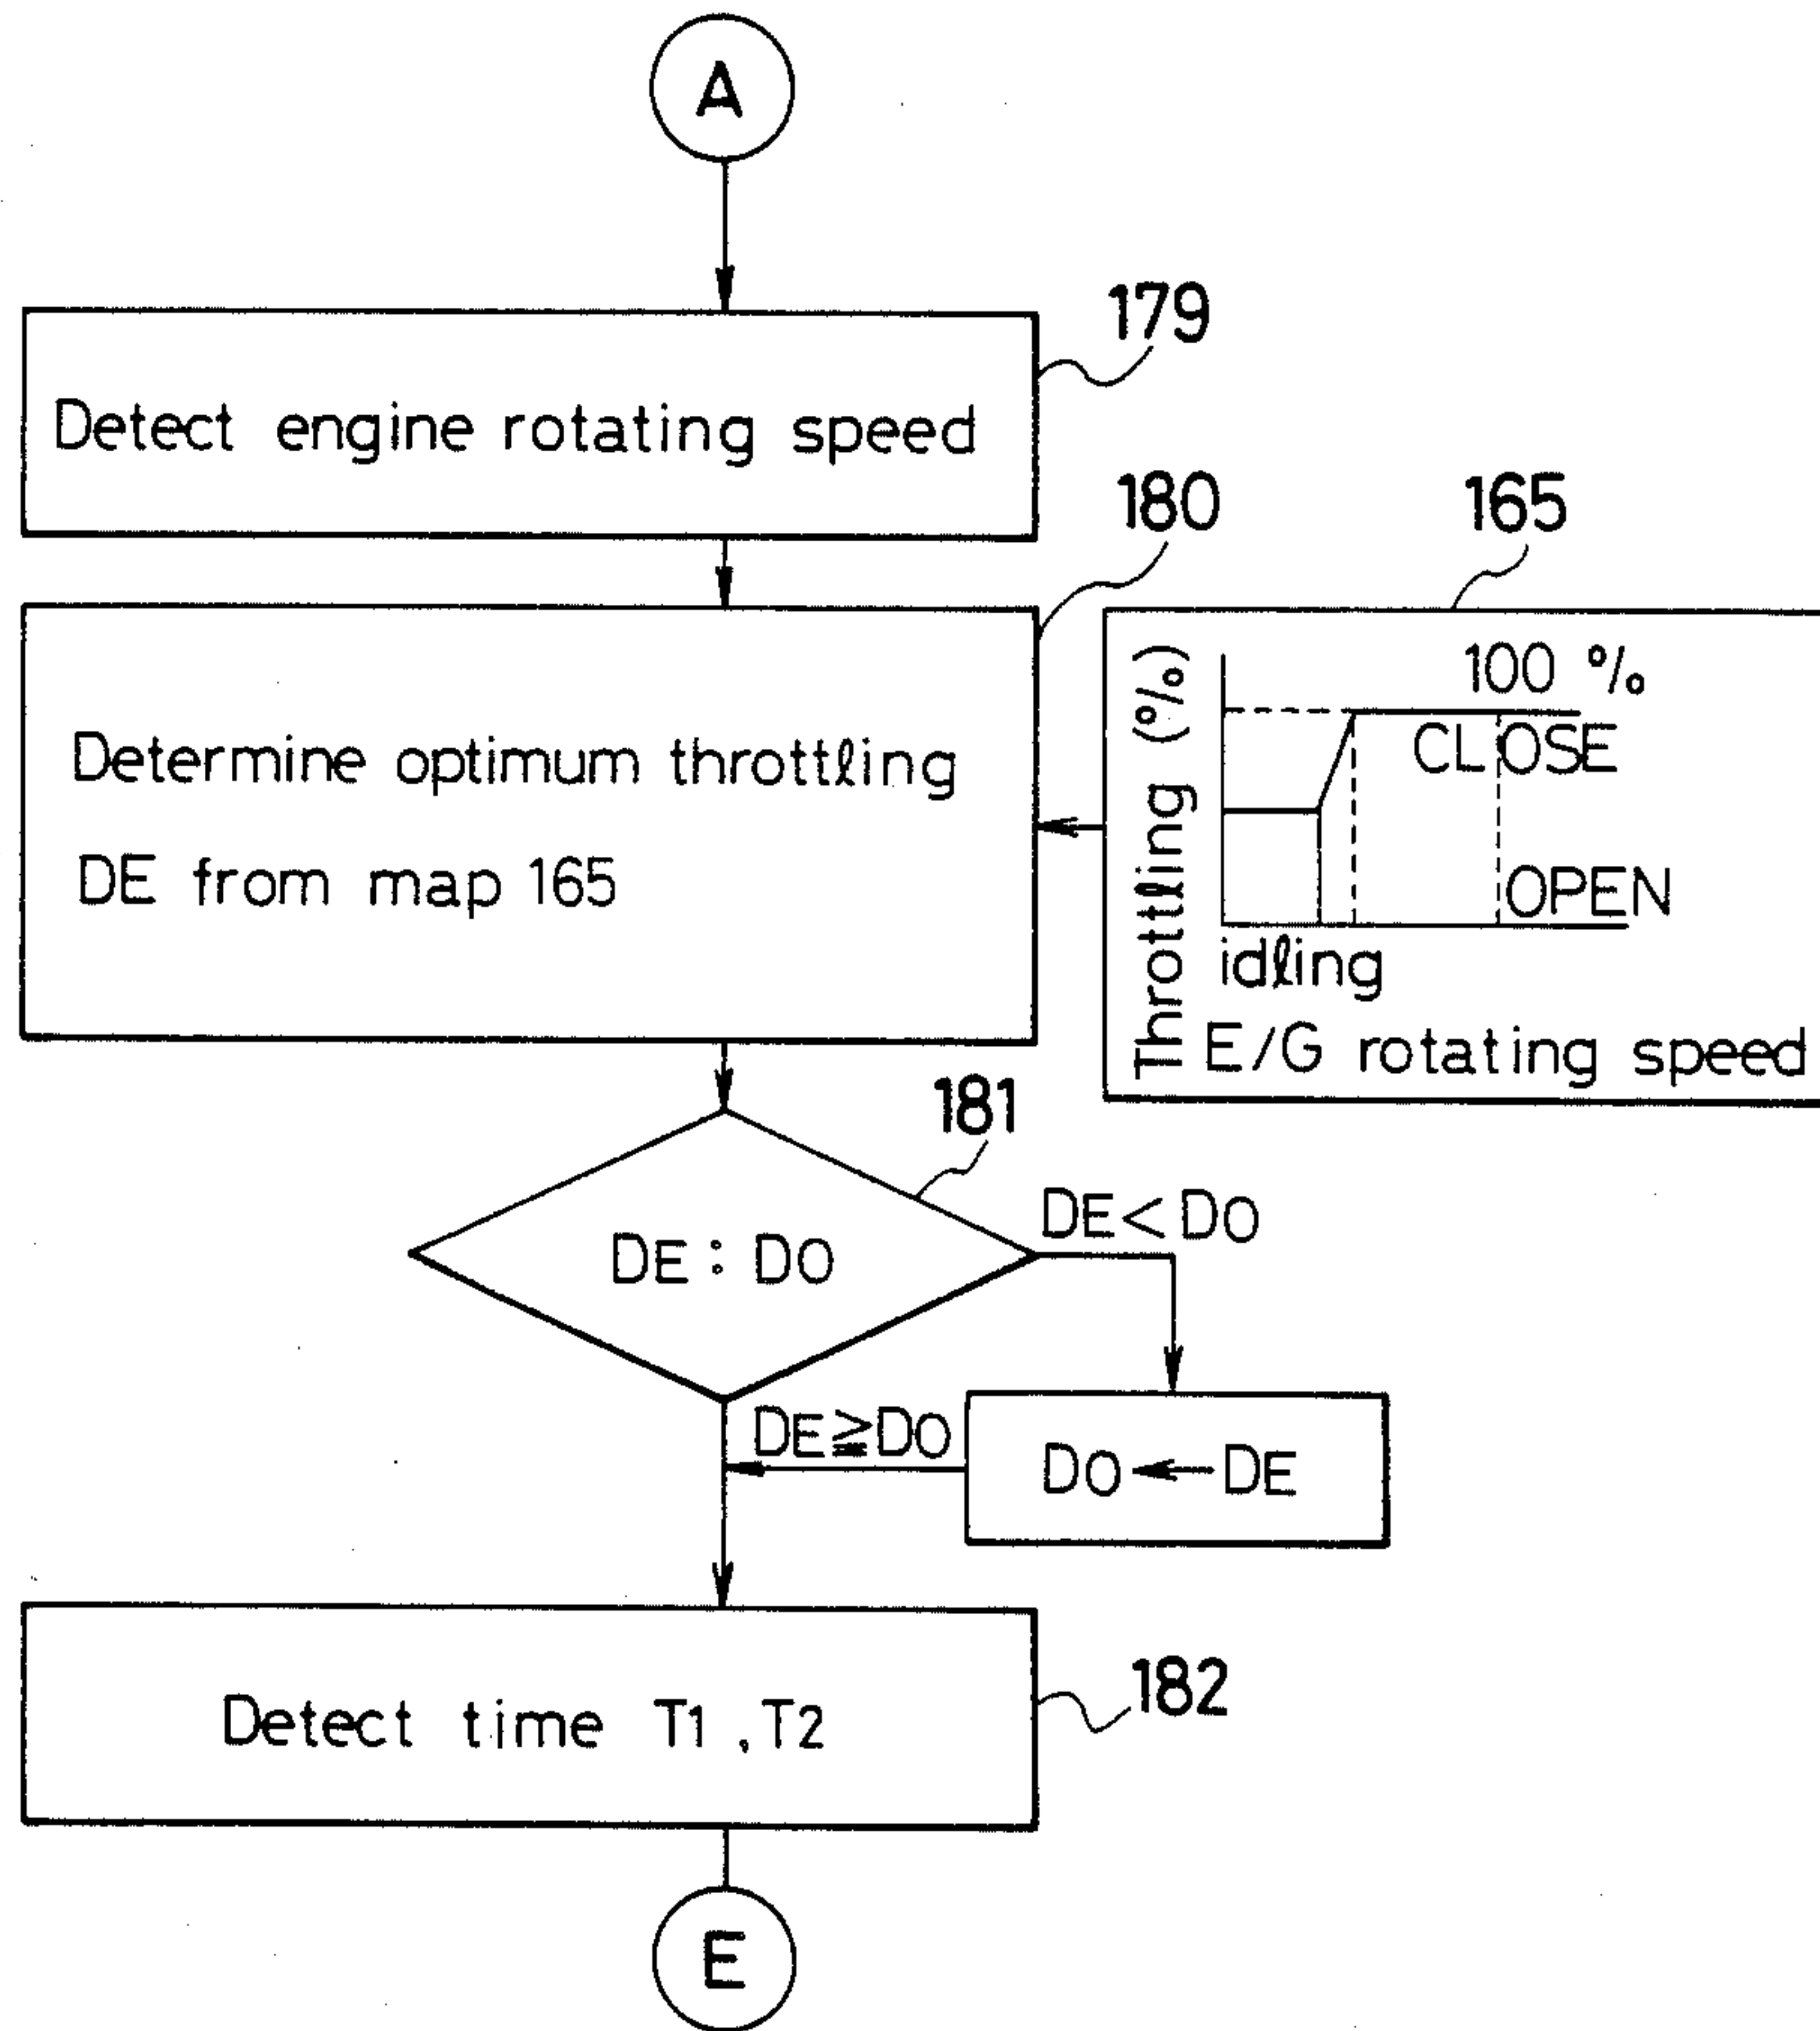 A
179
Detect engine rotating speed
180
165
Determine optimum throttling
DE from map 165
Throttling (%)
100 %
CLOSE
OPEN
idling
E/G rotating speed
181
DE : DO
DE < DO
DE ≧ DO
DO ← DE
182
Detect time T1 , T2
E